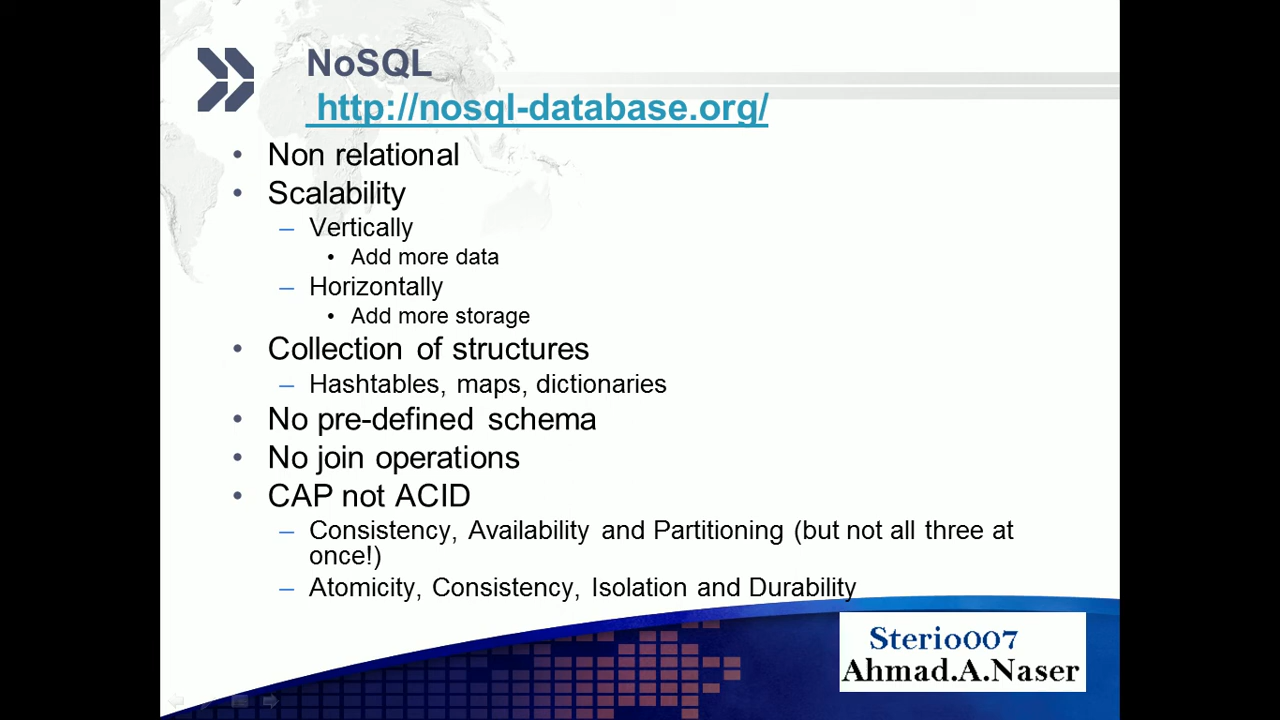 NoSQL
http://nosql-database.org/
• Non relational
• Scalability
– Vertically
• Add more data
– Horizontally
• Add more storage
• Collection of structures
– Hashtables, maps, dictionaries
• No pre-defined schema
• No join operations
• CAP not ACID
– Consistency, Availability and Partitioning (but not all three at
once!)
– Atomicity, Consistency, Isolation and Durability
Sterio007
Ahmad.A.Naser